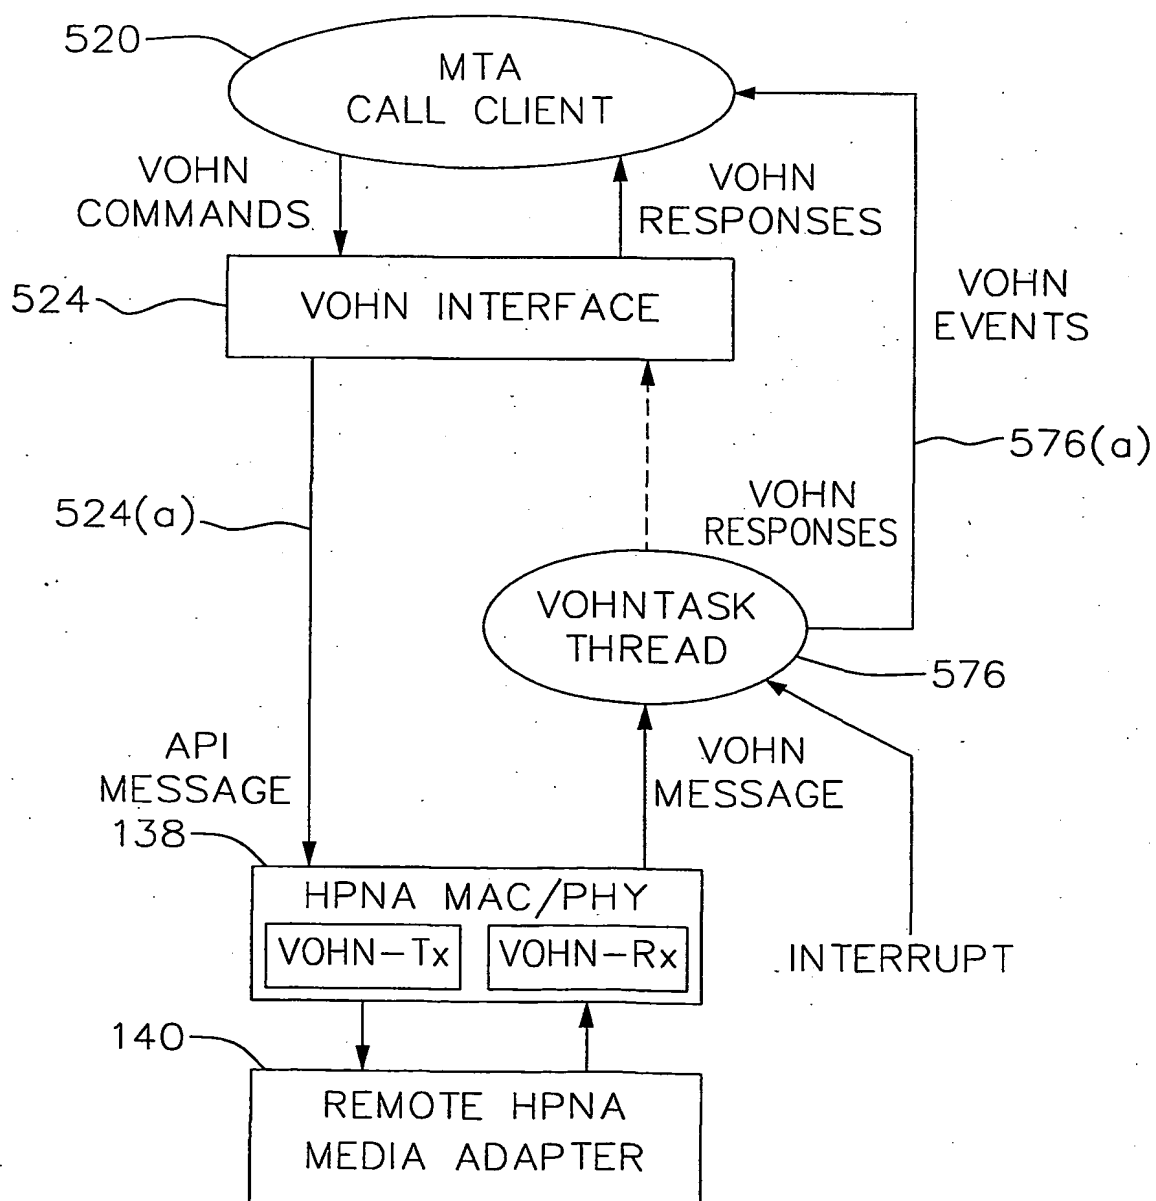 520
MTA
CALL CLIENT
VOHN
COMMANDS
VOHN
RESPONSES
524
VOHN INTERFACE
VOHN
EVENTS
576(a)
524(a)
VOHN
RESPONSES
VOHNTASK
THREAD
576
API
MESSAGE
VOHN
MESSAGE
138
HPNA MAC/PHY
VOHN-Tx
VOHN-Rx
INTERRUPT
140
REMOTE HPNA
MEDIA ADAPTER